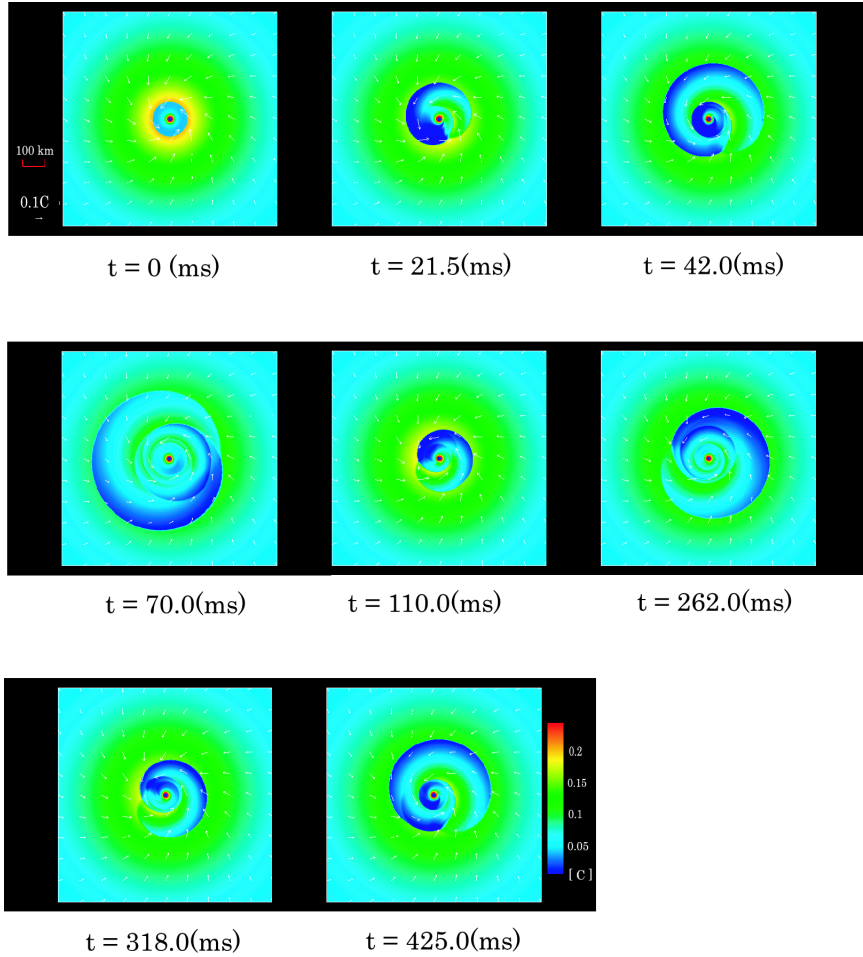 100 km
0.1C
t = 0 (ms)
t = 21.5(ms)
t = 42.0(ms)
t = 70.0(ms)
t = 110.0(ms)
t = 262.0(ms)
0.2
0.15
0.1
0.05
[ C ]
t = 318.0(ms)
t = 425.0(ms)